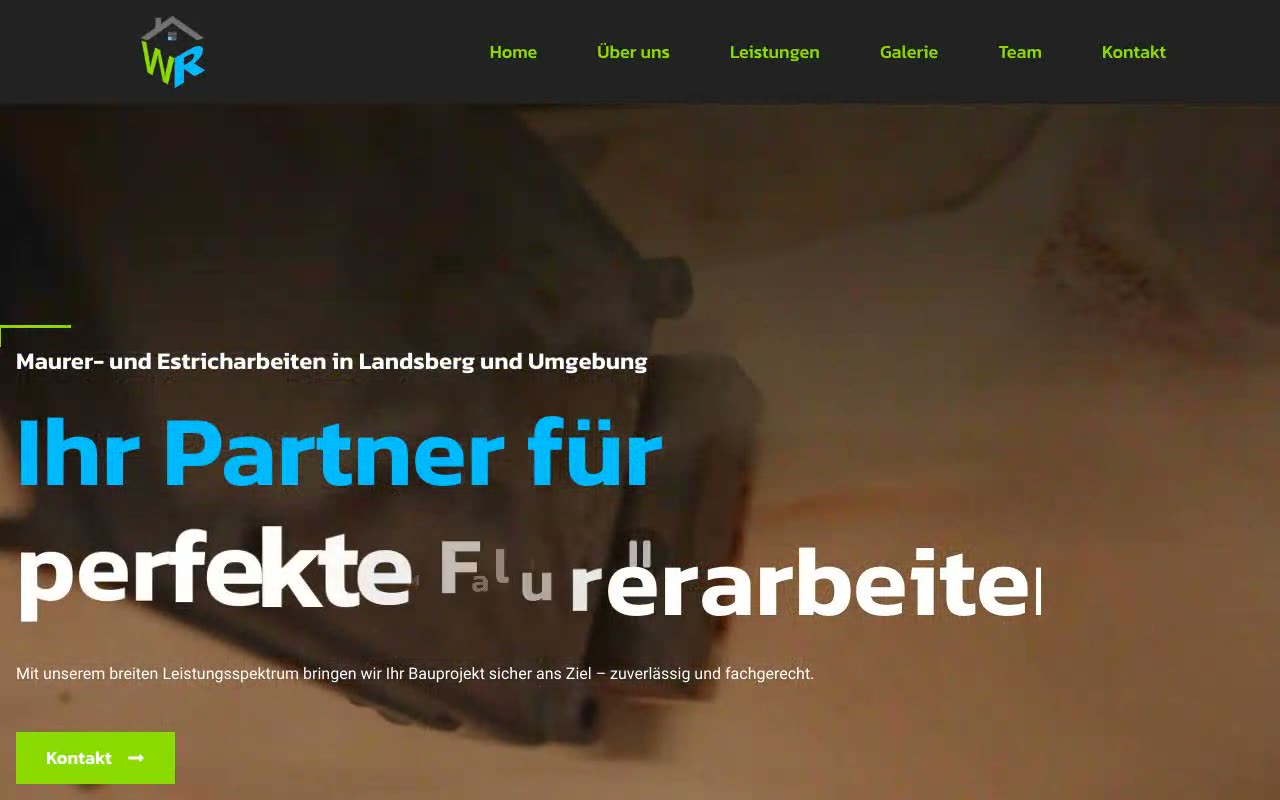 WR
Home Über uns Leistungen Galerie Team Kontakt
Maurer- und Estricharbeiten in Landsberg und Umgebung
Ihr Partner für
perfekte
Mit unserem breiten Leistungsspektrum bringen wir Ihr Bauprojekt sicher ans Ziel – zuverlässig und fachgerecht.
Kontakt